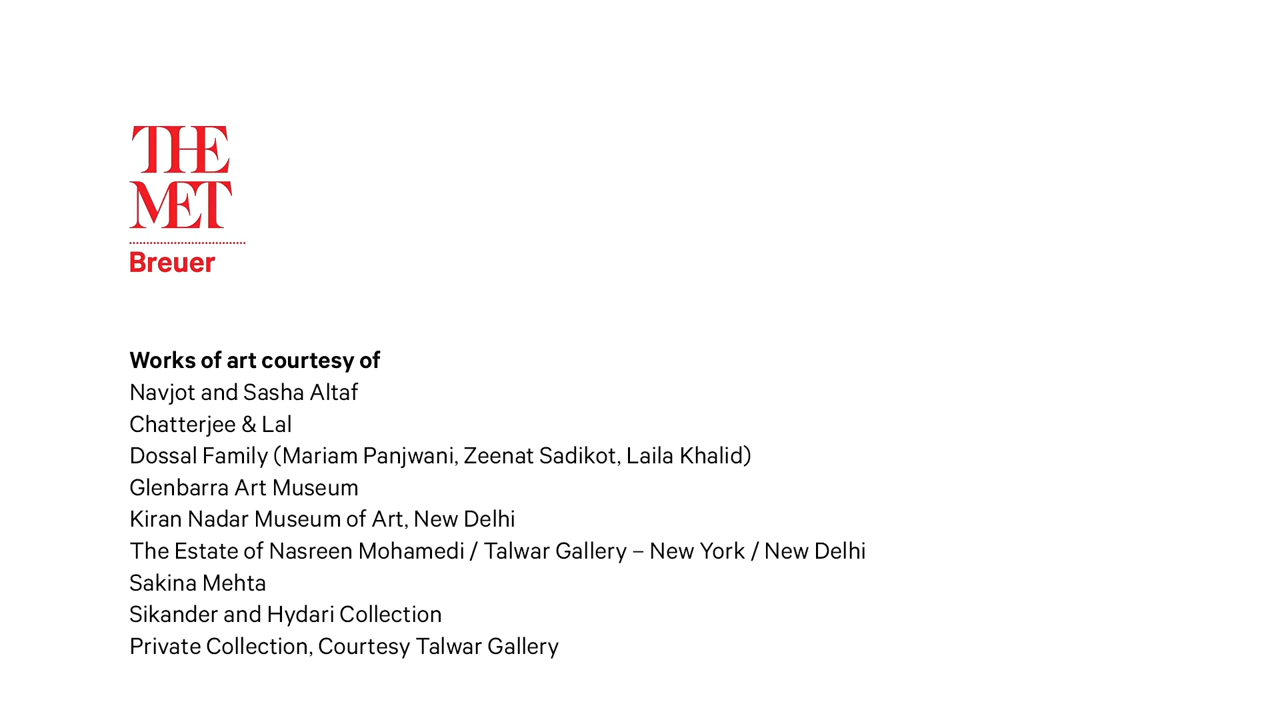 THE
MET
Breuer
Works of art courtesy of
Navjot and Sasha Altaf
Chatterjee & Lal
Dossal Family (Mariam Panjwani, Zeenat Sadikot, Laila Khalid)
Glenbarra Art Museum
Kiran Nadar Museum of Art, New Delhi
The Estate of Nasreen Mohamedi / Talwar Gallery – New York / New Delhi
Sakina Mehta
Sikander and Hydari Collection
Private Collection, Courtesy Talwar Gallery